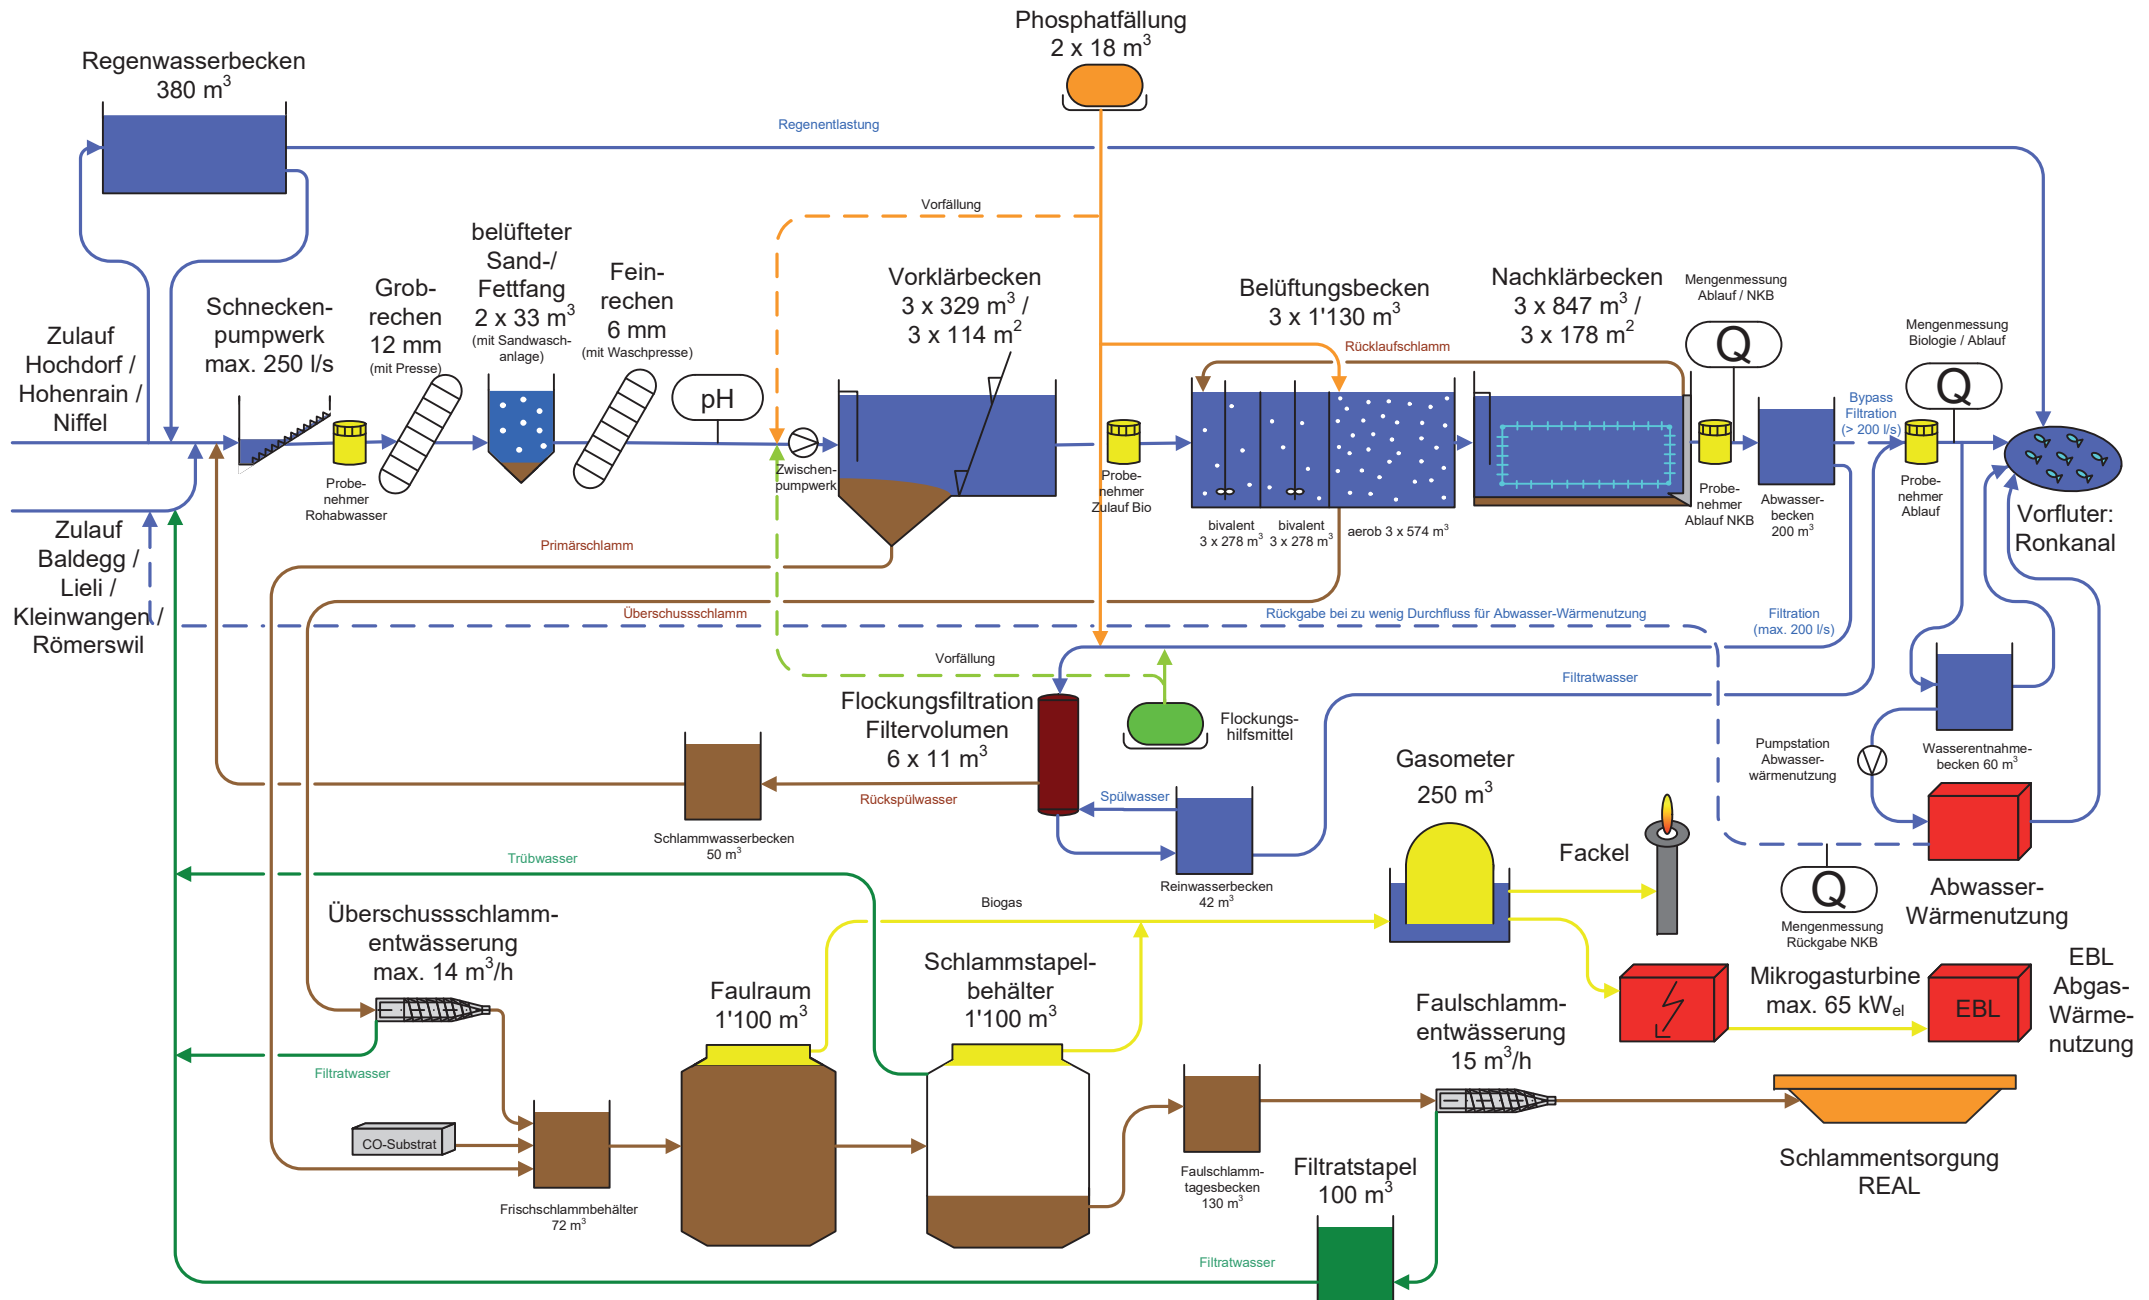 Phosphatfällung
2 x 18 m³
Regenwasserbecken
380 m³
Regenentlastung
Vorfällung
Zulauf
Hochdorf /
Hohenrain /
Niffel
Schnecken-
pumpwerk
max. 250 l/s
Grob-
rechen
12 mm
(mit Presse)
belüfteter
Sand-/
Fettfang
2 x 33 m³
(mit Sandwasch-
anlage)
Fein-
rechen
6 mm
(mit Waschpresse)
pH
Vorklärbecken
3 x 329 m³ /
3 x 114 m²
Belüftungsbecken
3 x 1'130 m³
Rücklaufschlamm
Nachklärbecken
3 x 847 m³ /
3 x 178 m²
Mengenmessung
Ablauf / NKB
Q
Mengenmessung
Biologie / Ablauf
Q
Bypass
Filtration
(> 200 l/s)
Probe-
nehmer
Rohabwasser
Zwischen-
pumpwerk
Probe-
nehmer
Zulauf Bio
bivalent
3 x 278 m³
bivalent
3 x 278 m³
aerob 3 x 574 m³
Probe-
nehmer
Ablauf NKB
Abwasser-
becken
200 m³
Probe-
nehmer
Ablauf
Vorfluter:
Ronkanal
Zulauf
Baldegg /
Lieli /
Kleinwangen /
Römerswil
Primärschlamm
Überschussschlamm
Rückgabe bei zu wenig Durchfluss für Abwasser-Wärmenutzung
Filtration
(max. 200 l/s)
Vorfällung
Filtratwasser
Flockungsfiltration
Filtervolumen
6 x 11 m³
Flockungs-
hilfsmittel
Pumpstation
Abwasser-
wärmenutzung
Wasserentnahme-
becken 60 m³
Gasometer
250 m³
Rückspülwasser
Spülwasser
Schlammwasserbecken
50 m³
Reinwasserbecken
42 m³
Fackel
Q
Mengenmessung
Rückgabe NKB
Abwasser-
Wärmenutzung
Trübwasser
Biogas
Überschussschlamm-
entwässerung
max. 14 m³/h
Faulraum
1'100 m³
Schlammstapel-
behälter
1'100 m³
Faulschlamm-
entwässerung
15 m³/h
Mikrogasturbine
max. 65 kWel
EBL
EBL
Abgas-
Wärme-
nutzung
Filtratwasser
CO-Substrat
Frischschlammbehälter
72 m³
Faulschlamm-
tagesbecken
130 m³
Filtratstapel
100 m³
Schlammentsorgung
REAL
Filtratwasser